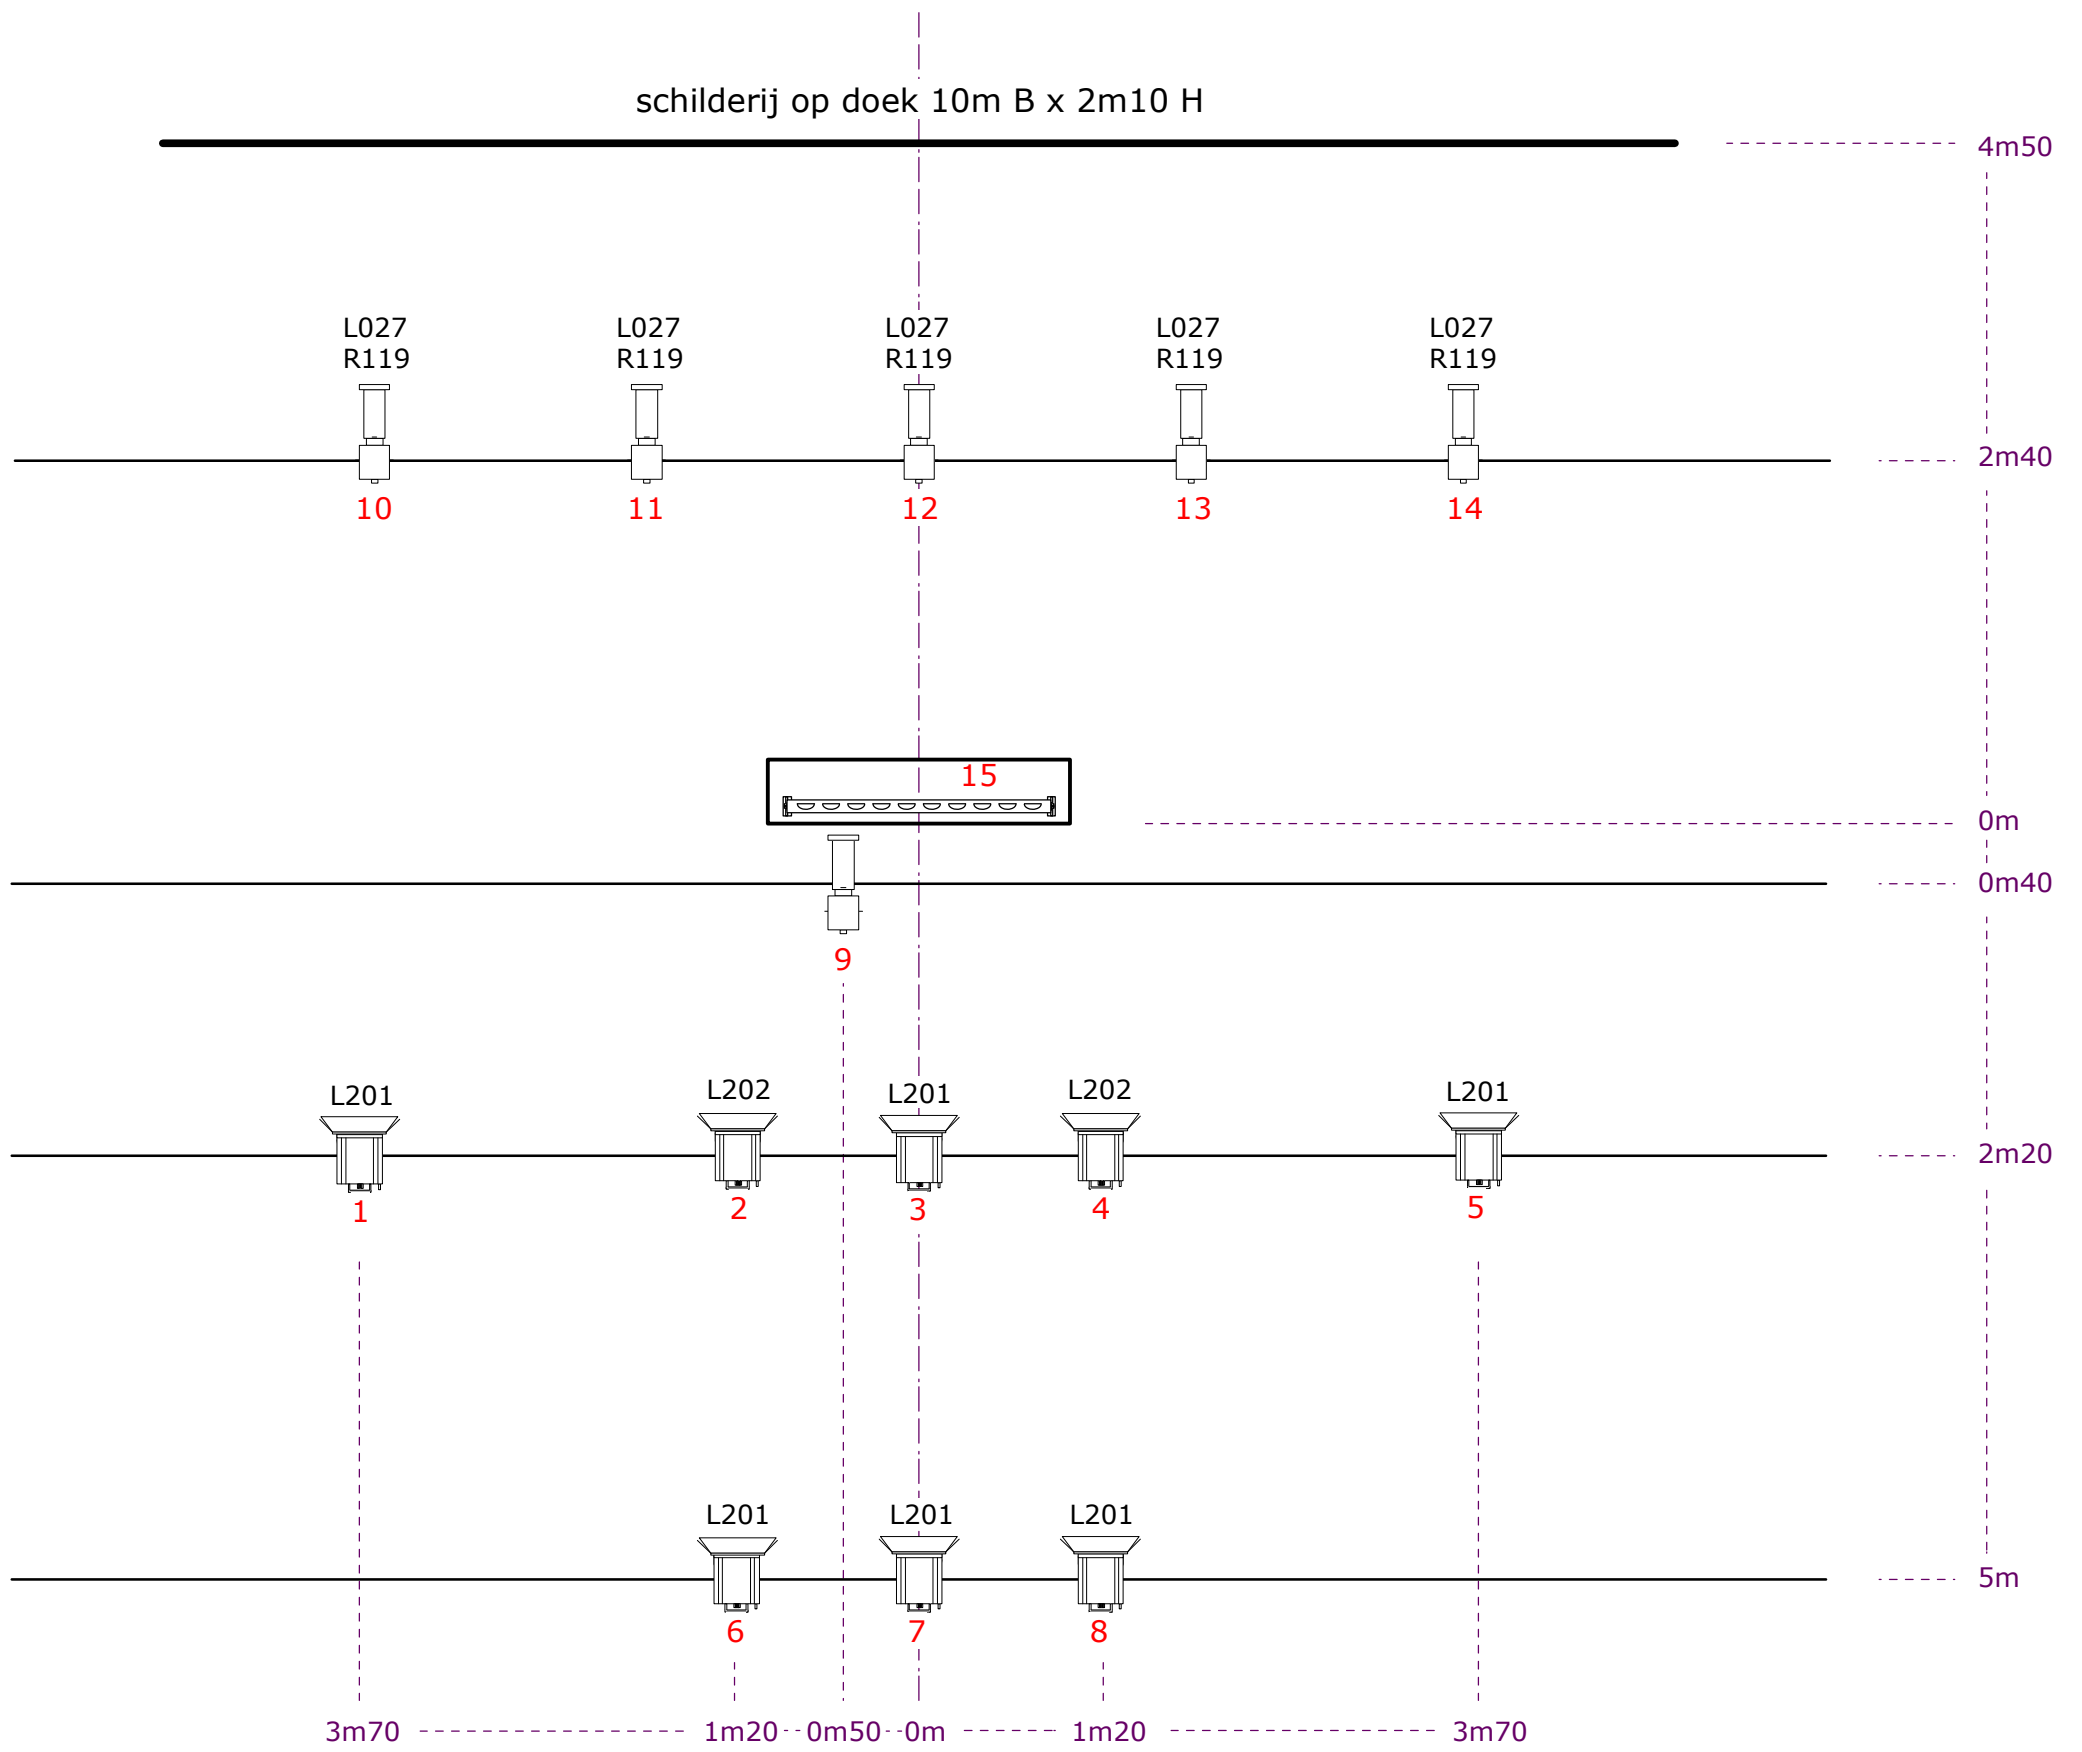 schilderij op doek 10m B x 2m10 H
4m50
L027 L027 L027 L027 L027
R119 R119 R119 R119 R119
2m40
10 11 12 13 14
15
0m
0m40
9
L201 L202 L201 L202 L201
2m20
1 2 3 4 5
L201 L201 L201
5m
6 7 8
3m70 1m20 0m50 0m 1m20 3m70